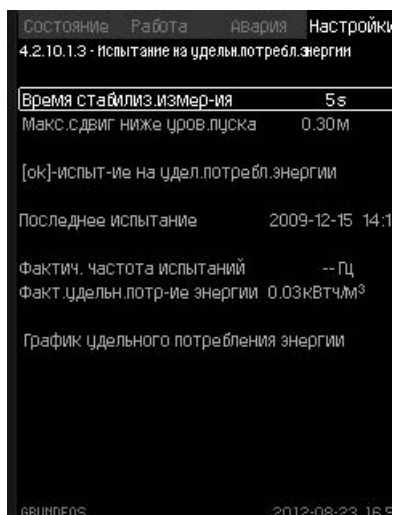 Состояние Работа Авария Настройки
4.2.10.1.3 - Испытание на удельн.потребл.энергии
Время стабилиз.измер-ия 5s
Макс.сдвиг ниже уров.пуска 0.30м
[ok]-испыт-ие на удел.потребл.энергии
Последнее испытание 2009-12-15 14:1
Фактич. частота испытаний -- Гц
Факт.удельн.потр-ие энергии 0.03кВтч/м³
График удельного потребления энергии
GRUNDFOS 2012-08-23 16:5